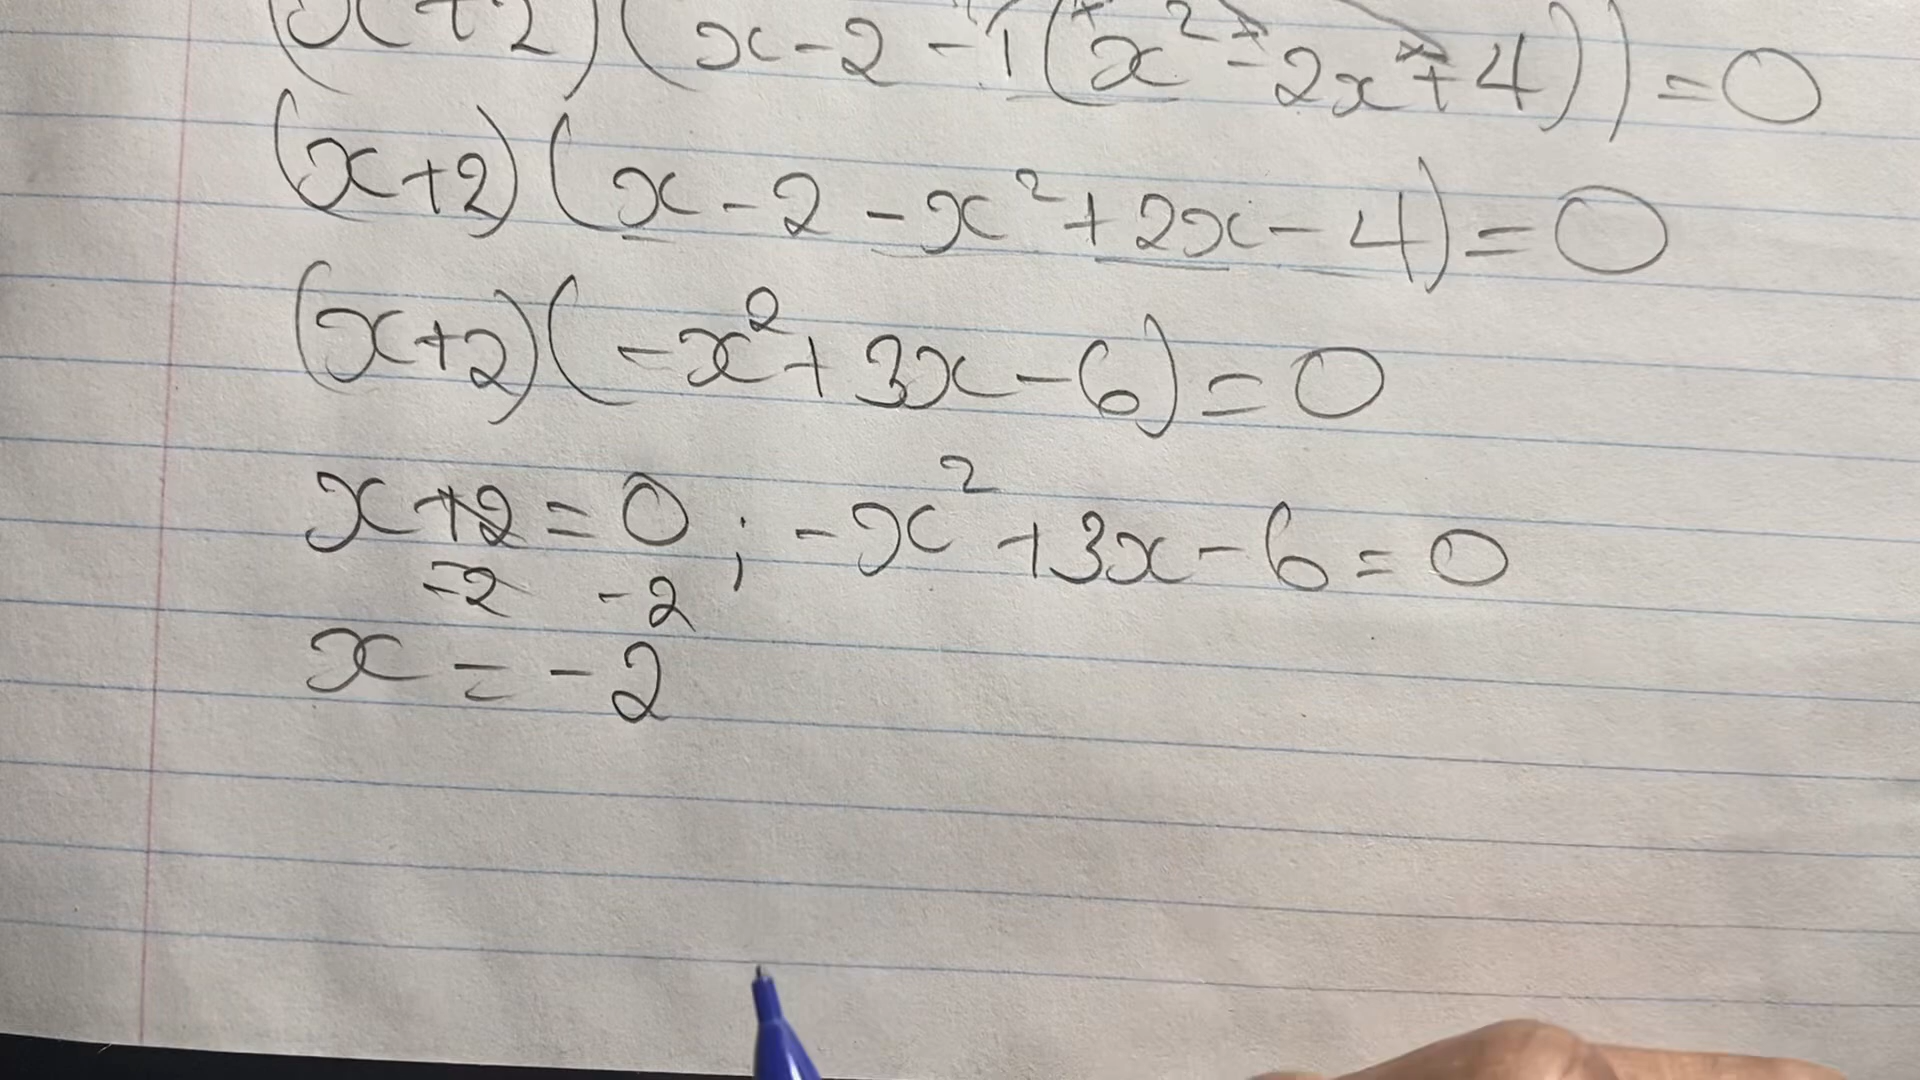 (x+2)(x-2-1(x²-2x+4))=0
(x+2)(x-2-x²+2x-4)=0
(x+2)(-x²+3x-6)=0
x+2=0; -x²+3x-6=0
-2 -2
x=-2